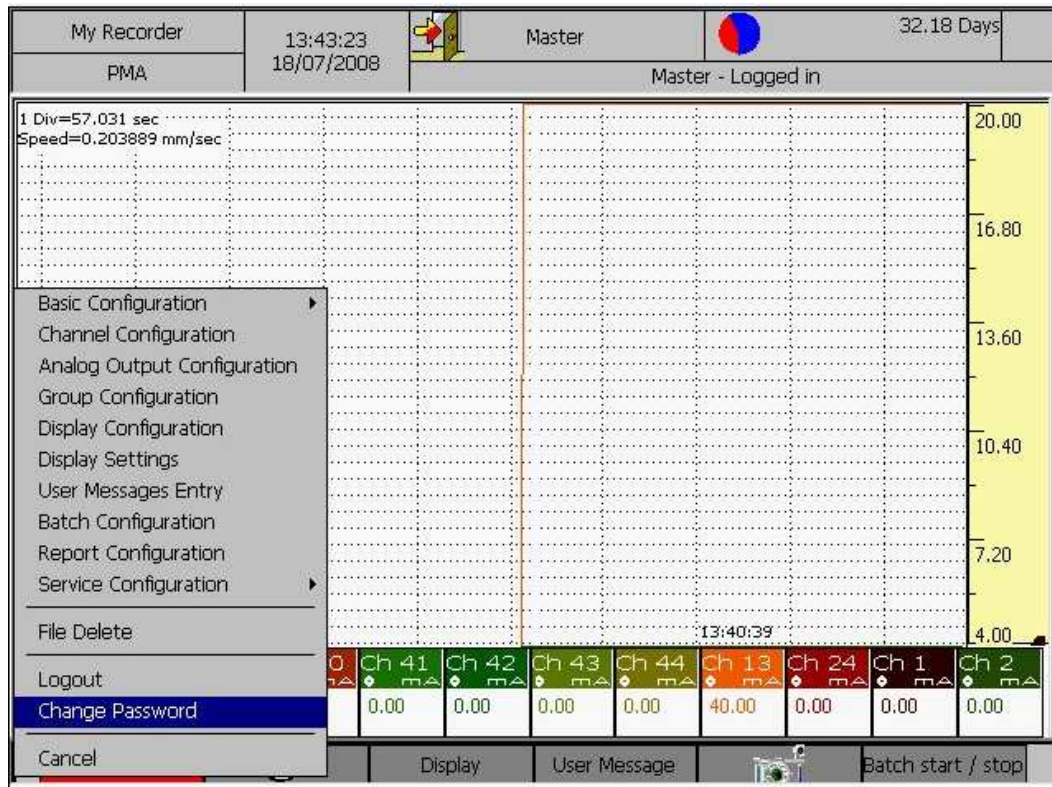 My Recorder
PMA
13:43:23
18/07/2008
Master
32.18 Days
Master - Logged in
1 Div=57.031 sec
Speed=0.203889 mm/sec
20.00
16.80
13.60
10.40
7.20
4.00
13:40:39
Basic Configuration
Channel Configuration
Analog Output Configuration
Group Configuration
Display Configuration
Display Settings
User Messages Entry
Batch Configuration
Report Configuration
Service Configuration
File Delete
Logout
Change Password
Cancel
0 Ch 41 Ch 42 Ch 43 Ch 44 Ch 13 Ch 24 Ch 1 Ch 2
mA mA mA mA mA mA mA mA mA
0.00 0.00 0.00 0.00 40.00 0.00 0.00 0.00
Display User Message Batch start / stop